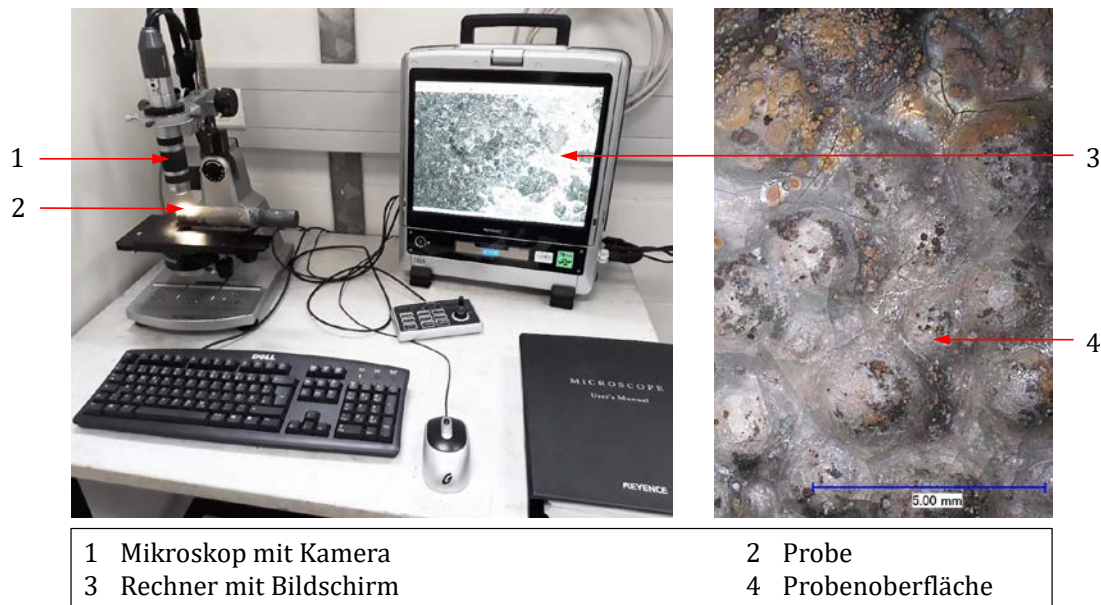 1
2
3
4
DELL
KEYENCE
MICROSCOPE
User's Manual
KEYENCE
5.00 mm
1 Mikroskop mit Kamera
2 Probe
3 Rechner mit Bildschirm
4 Probenoberfläche